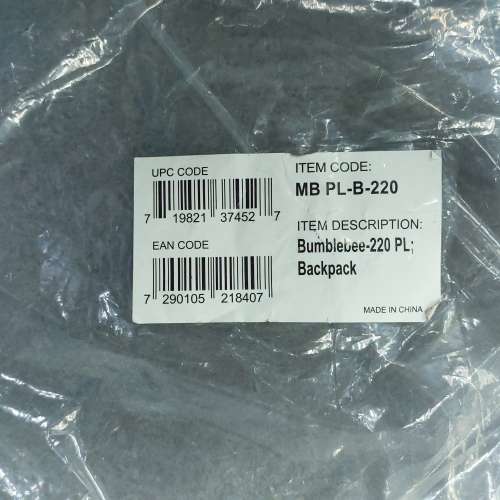 UPC CODE
7 19821 37452 7
EAN CODE
7 290105 218407
ITEM CODE:
MB PL-B-220
ITEM DESCRIPTION:
Bumblebee-220 PL;
Backpack
MADE IN CHINA